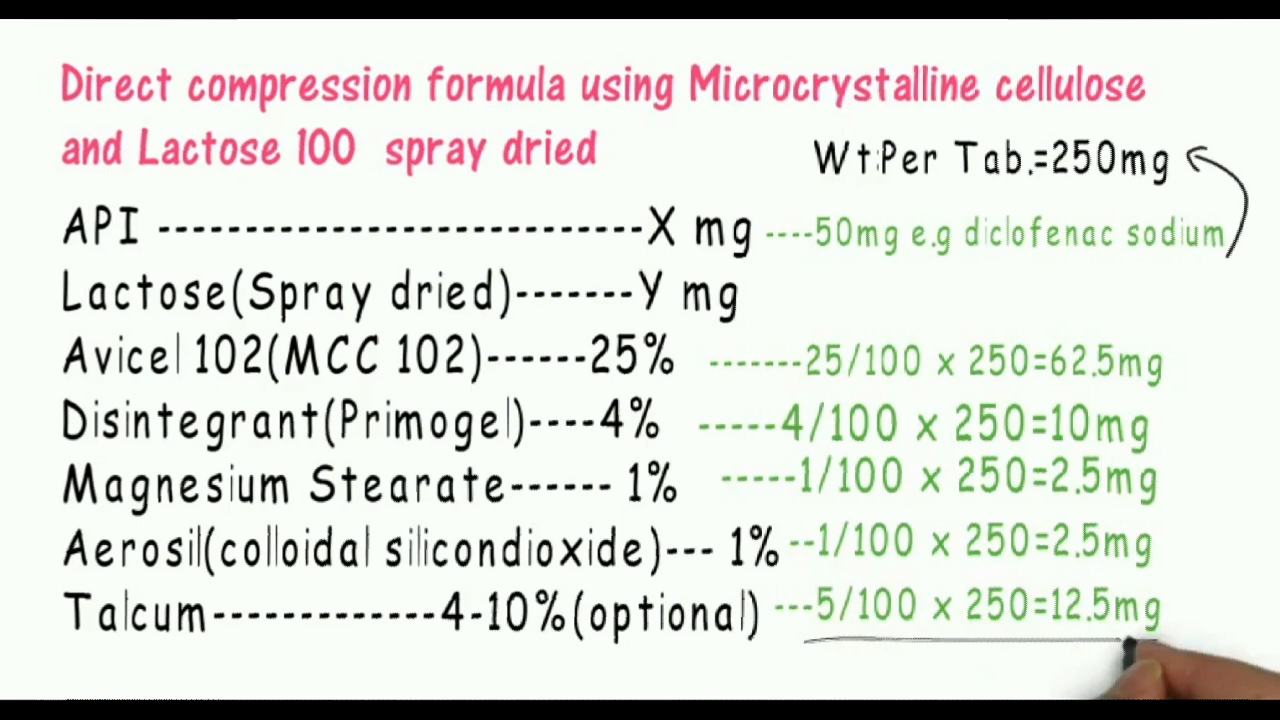 Direct compression formula using Microcrystalline cellulose
and Lactose 100 spray dried
Wt:Per Tab.=250mg
API ----------------------------X mg ----50mg e.g diclofenac sodium
Lactose(Spray dried)-------Y mg
Avicel 102(MCC 102)------25% -------25/100 x 250=62.5mg
Disintegrant(Primogel)----4% -----4/100 x 250=10mg
Magnesium Stearate------ 1% -----1/100 x 250=2.5mg
Aerosil(colloidal silicondioxide)--- 1% --1/100 x 250=2.5mg
Talcum-------------4-10%(optional) ---5/100 x 250=12.5mg